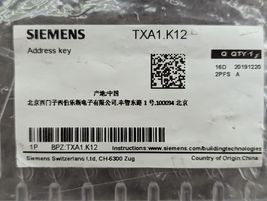 SIEMENS TXA1.K12
Address key Q QTY:1
16D 20191220
2PFS A
产地:中国
北京西门子西伯乐斯电子有限公司,丰智东路 1 号,100094 北京
1P BPZ:TXA1.K12 Instructions:www.siemens.com/buildingtechnologies
Siemens Switzerland Ltd, CH-6300 Zug Country of Origin:China